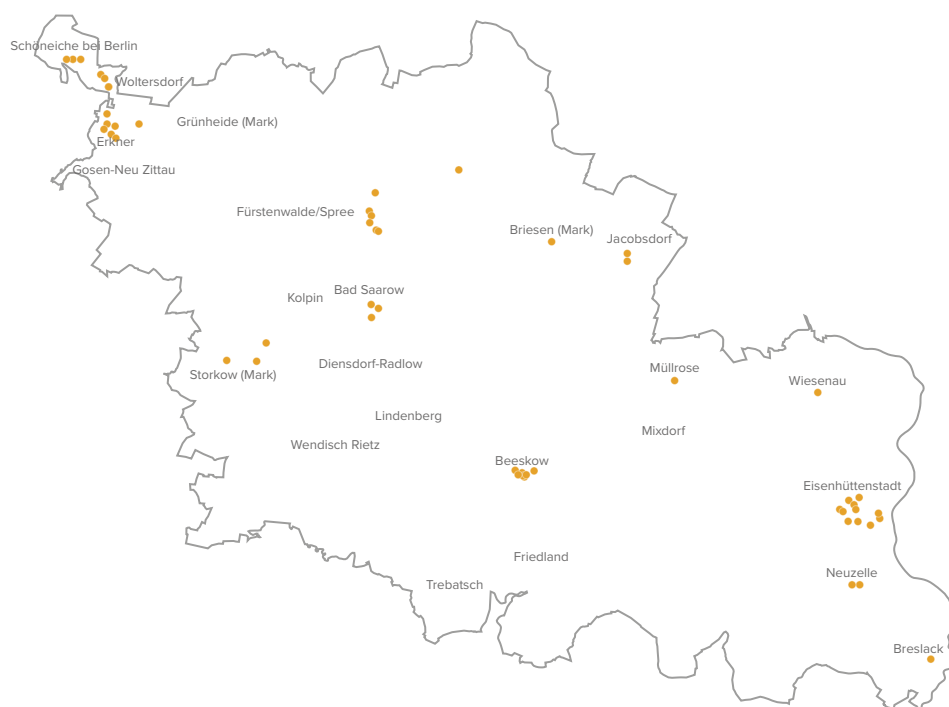 Schöneiche bei Berlin
Woltersdorf
Grünheide (Mark)
Erkner
Gosen-Neu Zittau
Fürstenwalde/Spree
Briesen (Mark)
Jacobsdorf
Bad Saarow
Kolpin
Diensdorf-Radlow
Storkow (Mark)
Müllrose
Wiesenau
Lindenberg
Mixdorf
Wendisch Rietz
Beeskow
Eisenhüttenstadt
Friedland
Neuzelle
Trebatsch
Breslack